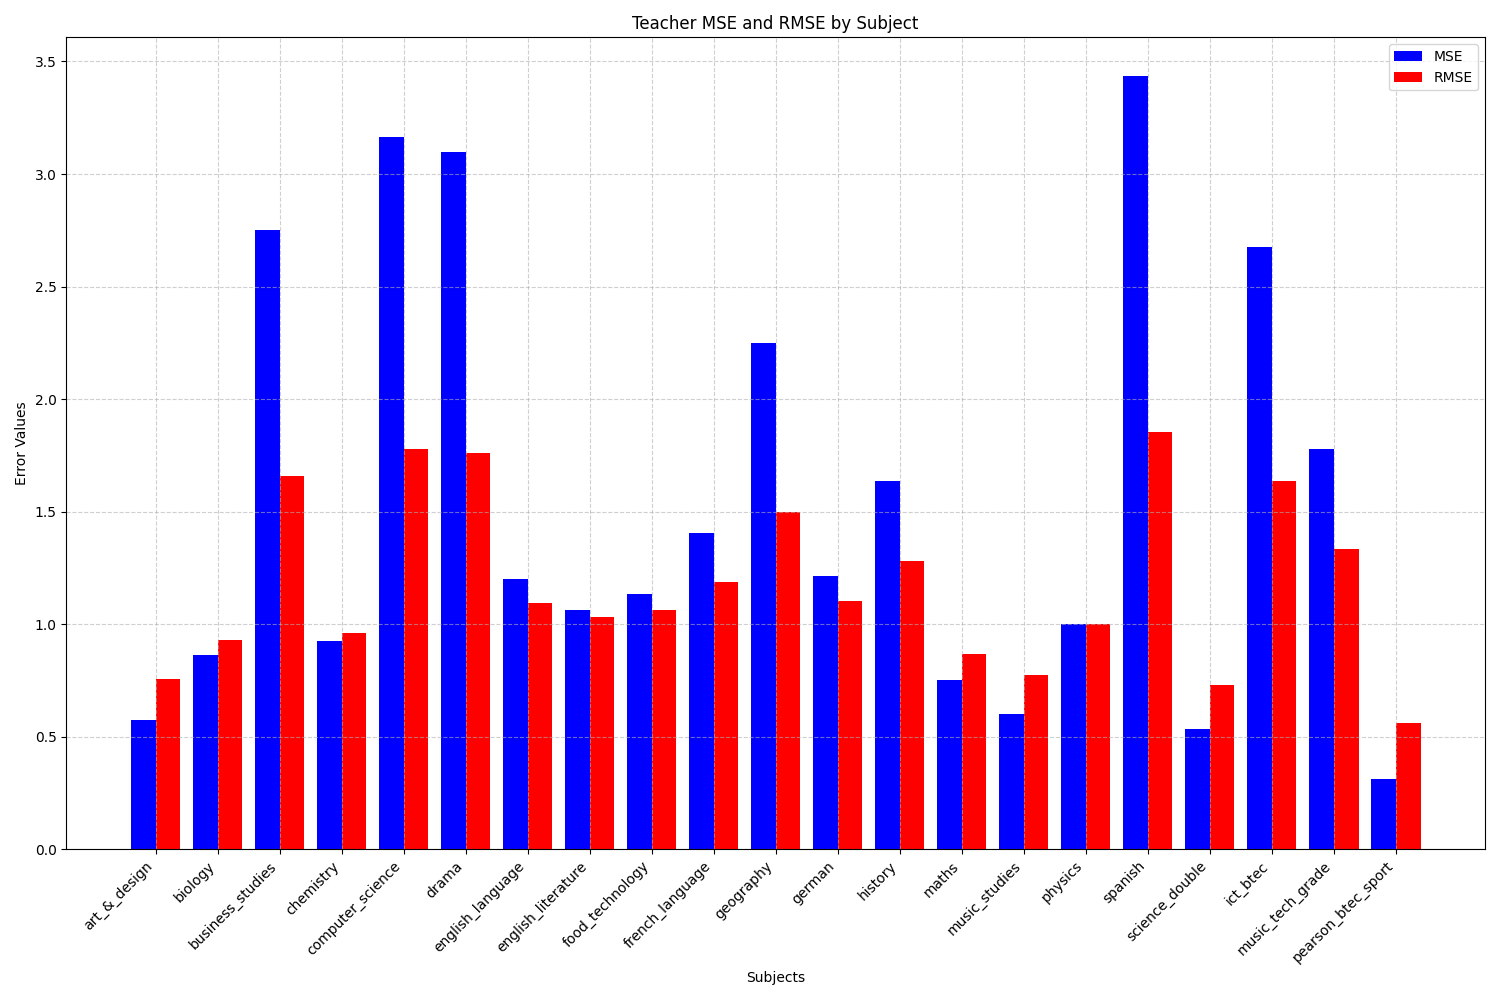 Teacher MSE and RMSE by Subject
MSE
RMSE
3.5
3.0
2.5
2.0
1.5
1.0
0.5
0.0
Error Values
art_&_design
biology
business_studies
chemistry
computer_science
drama
english_language
english_literature
food_technology
french_language
geography
german
history
maths
music_studies
physics
spanish
science_double
ict_btec
music_tech_grade
pearson_btec_sport
Subjects